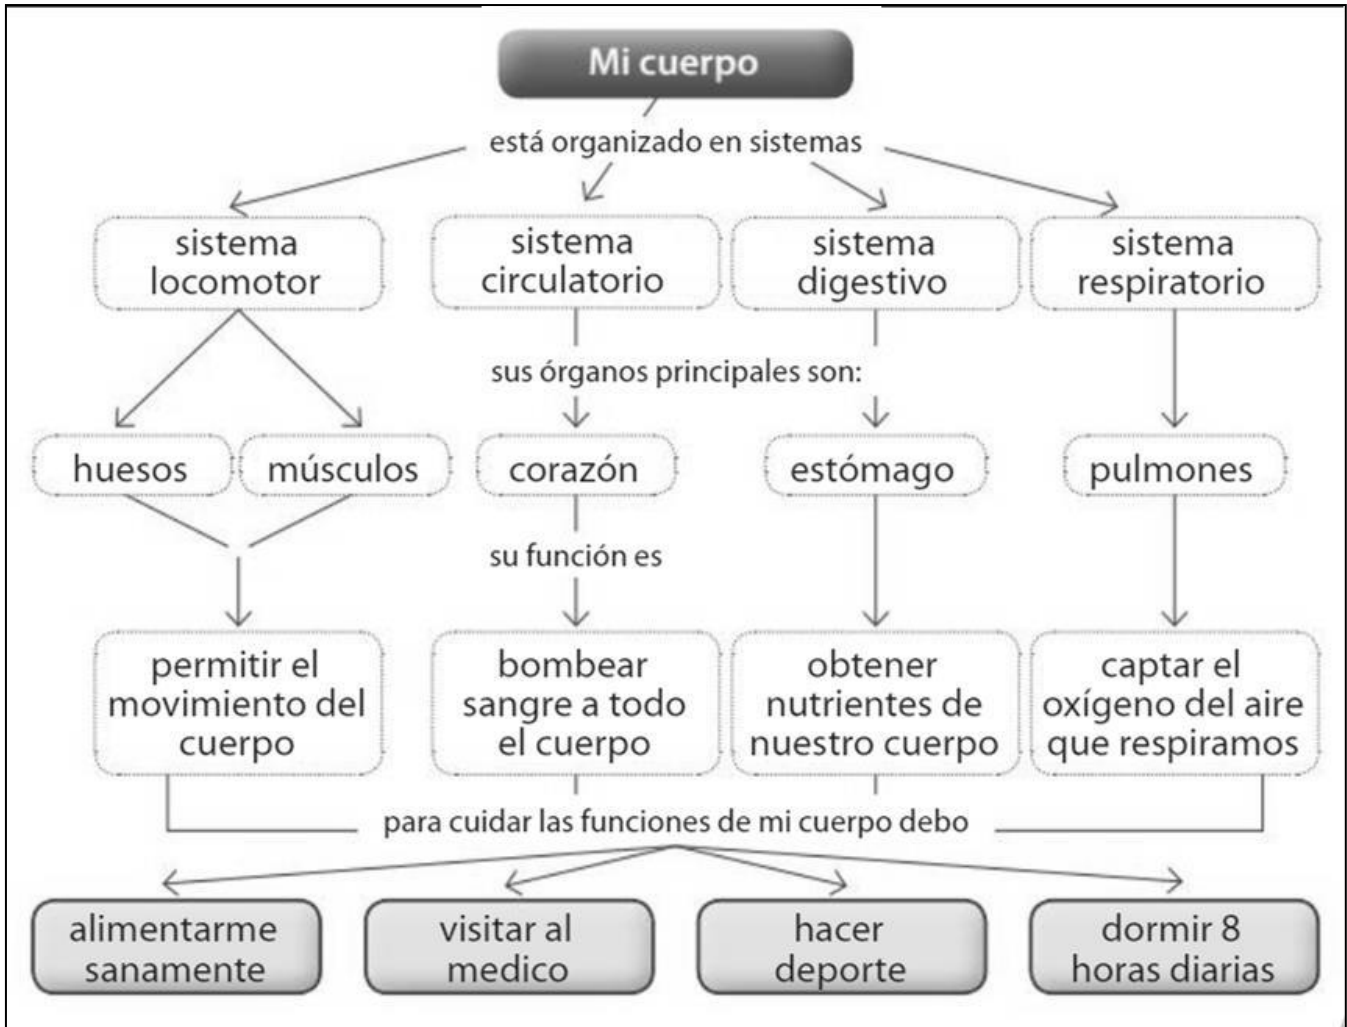 Mi cuerpo
está organizado en sistemas
sistema
locomotor
sistema
circulatorio
sistema
digestivo
sistema
respiratorio
sus órganos principales son:
huesos
músculos
corazón
estómago
pulmones
su función es
permitir el
movimiento del
cuerpo
bombear
sangre a todo
el cuerpo
obtener
nutrientes de
nuestro cuerpo
captar el
oxígeno del aire
que respiramos
para cuidar las funciones de mi cuerpo debo
alimentarme
sanamente
visitar al
medico
hacer
deporte
dormir 8
horas diarias